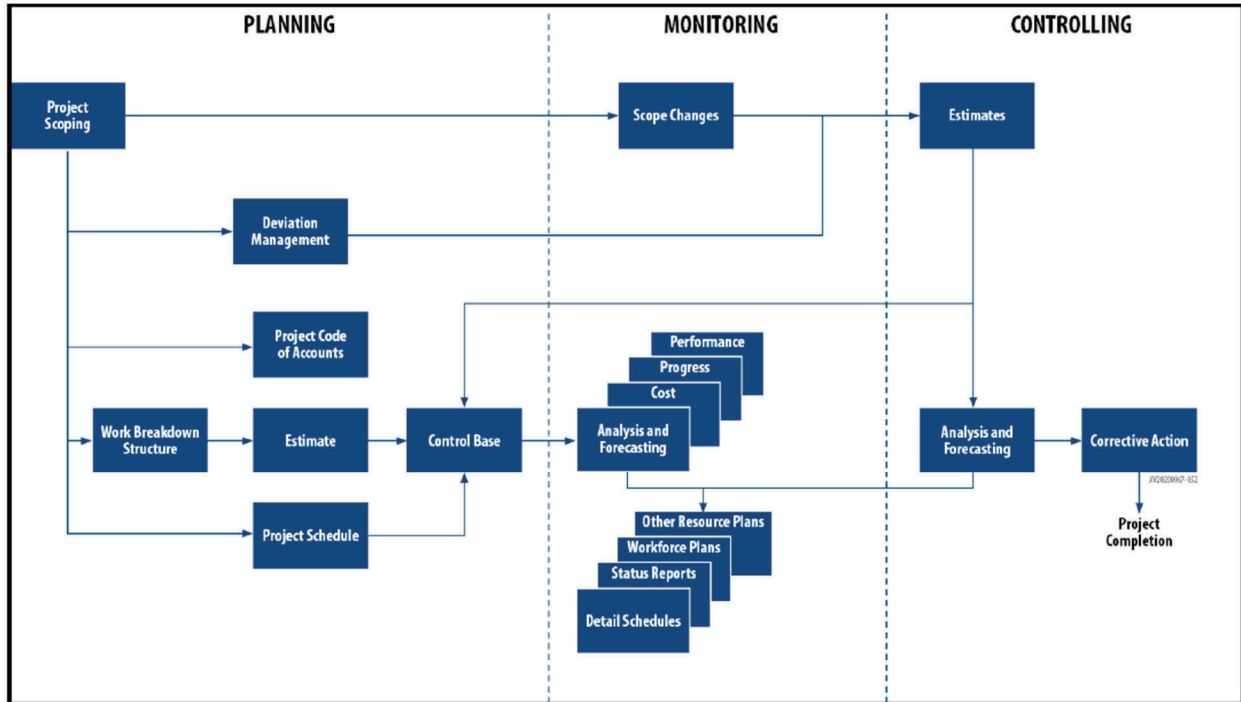 PLANNING
MONITORING
CONTROLLING
Project
Scoping
Scope Changes
Estimates
Deviation
Management
Project Code
of Accounts
Performance
Progress
Cost
Work Breakdown
Structure
Estimate
Control Base
Analysis and
Forecasting
Analysis and
Forecasting
Corrective Action
Project Schedule
Other Resource Plans
Workforce Plans
Status Reports
Detail Schedules
Project
Completion